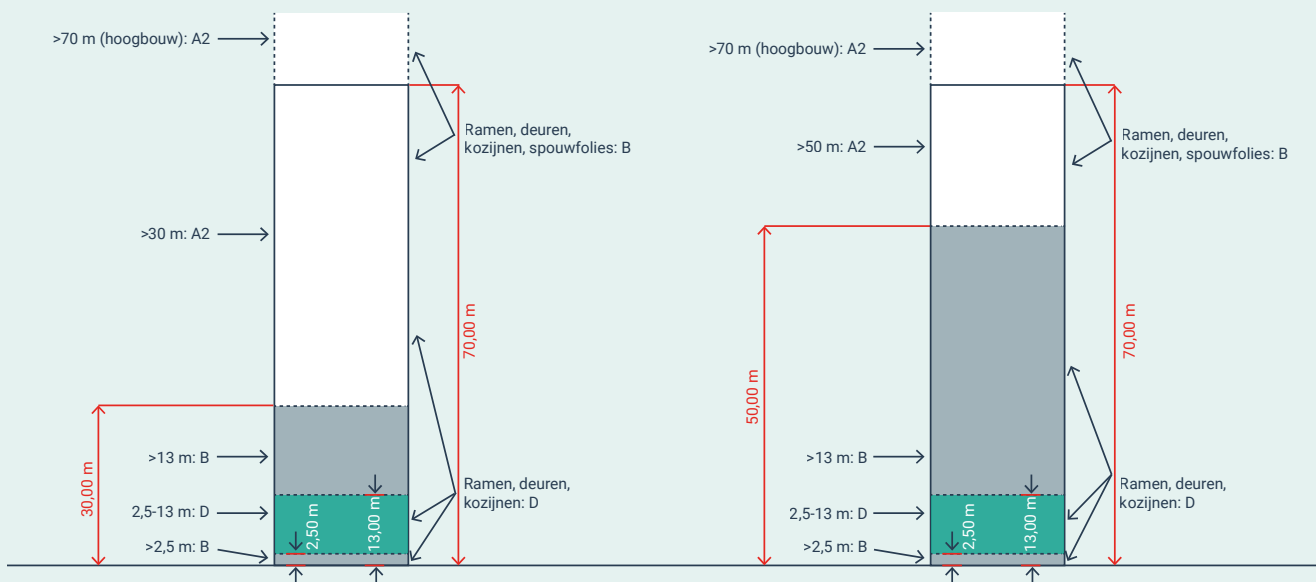 >70 m (hoogbouw): A2
Ramen, deuren,
kozijnen, spouwfolies: B
>30 m: A2
70,00 m
30,00 m
>13 m: B
2,5-13 m: D
>2,5 m: B
2,50 m
13,00 m
Ramen, deuren,
kozijnen: D
>70 m (hoogbouw): A2
Ramen, deuren,
kozijnen, spouwfolies: B
>50 m: A2
70,00 m
50,00 m
>13 m: B
2,5-13 m: D
>2,5 m: B
2,50 m
13,00 m
Ramen, deuren,
kozijnen: D